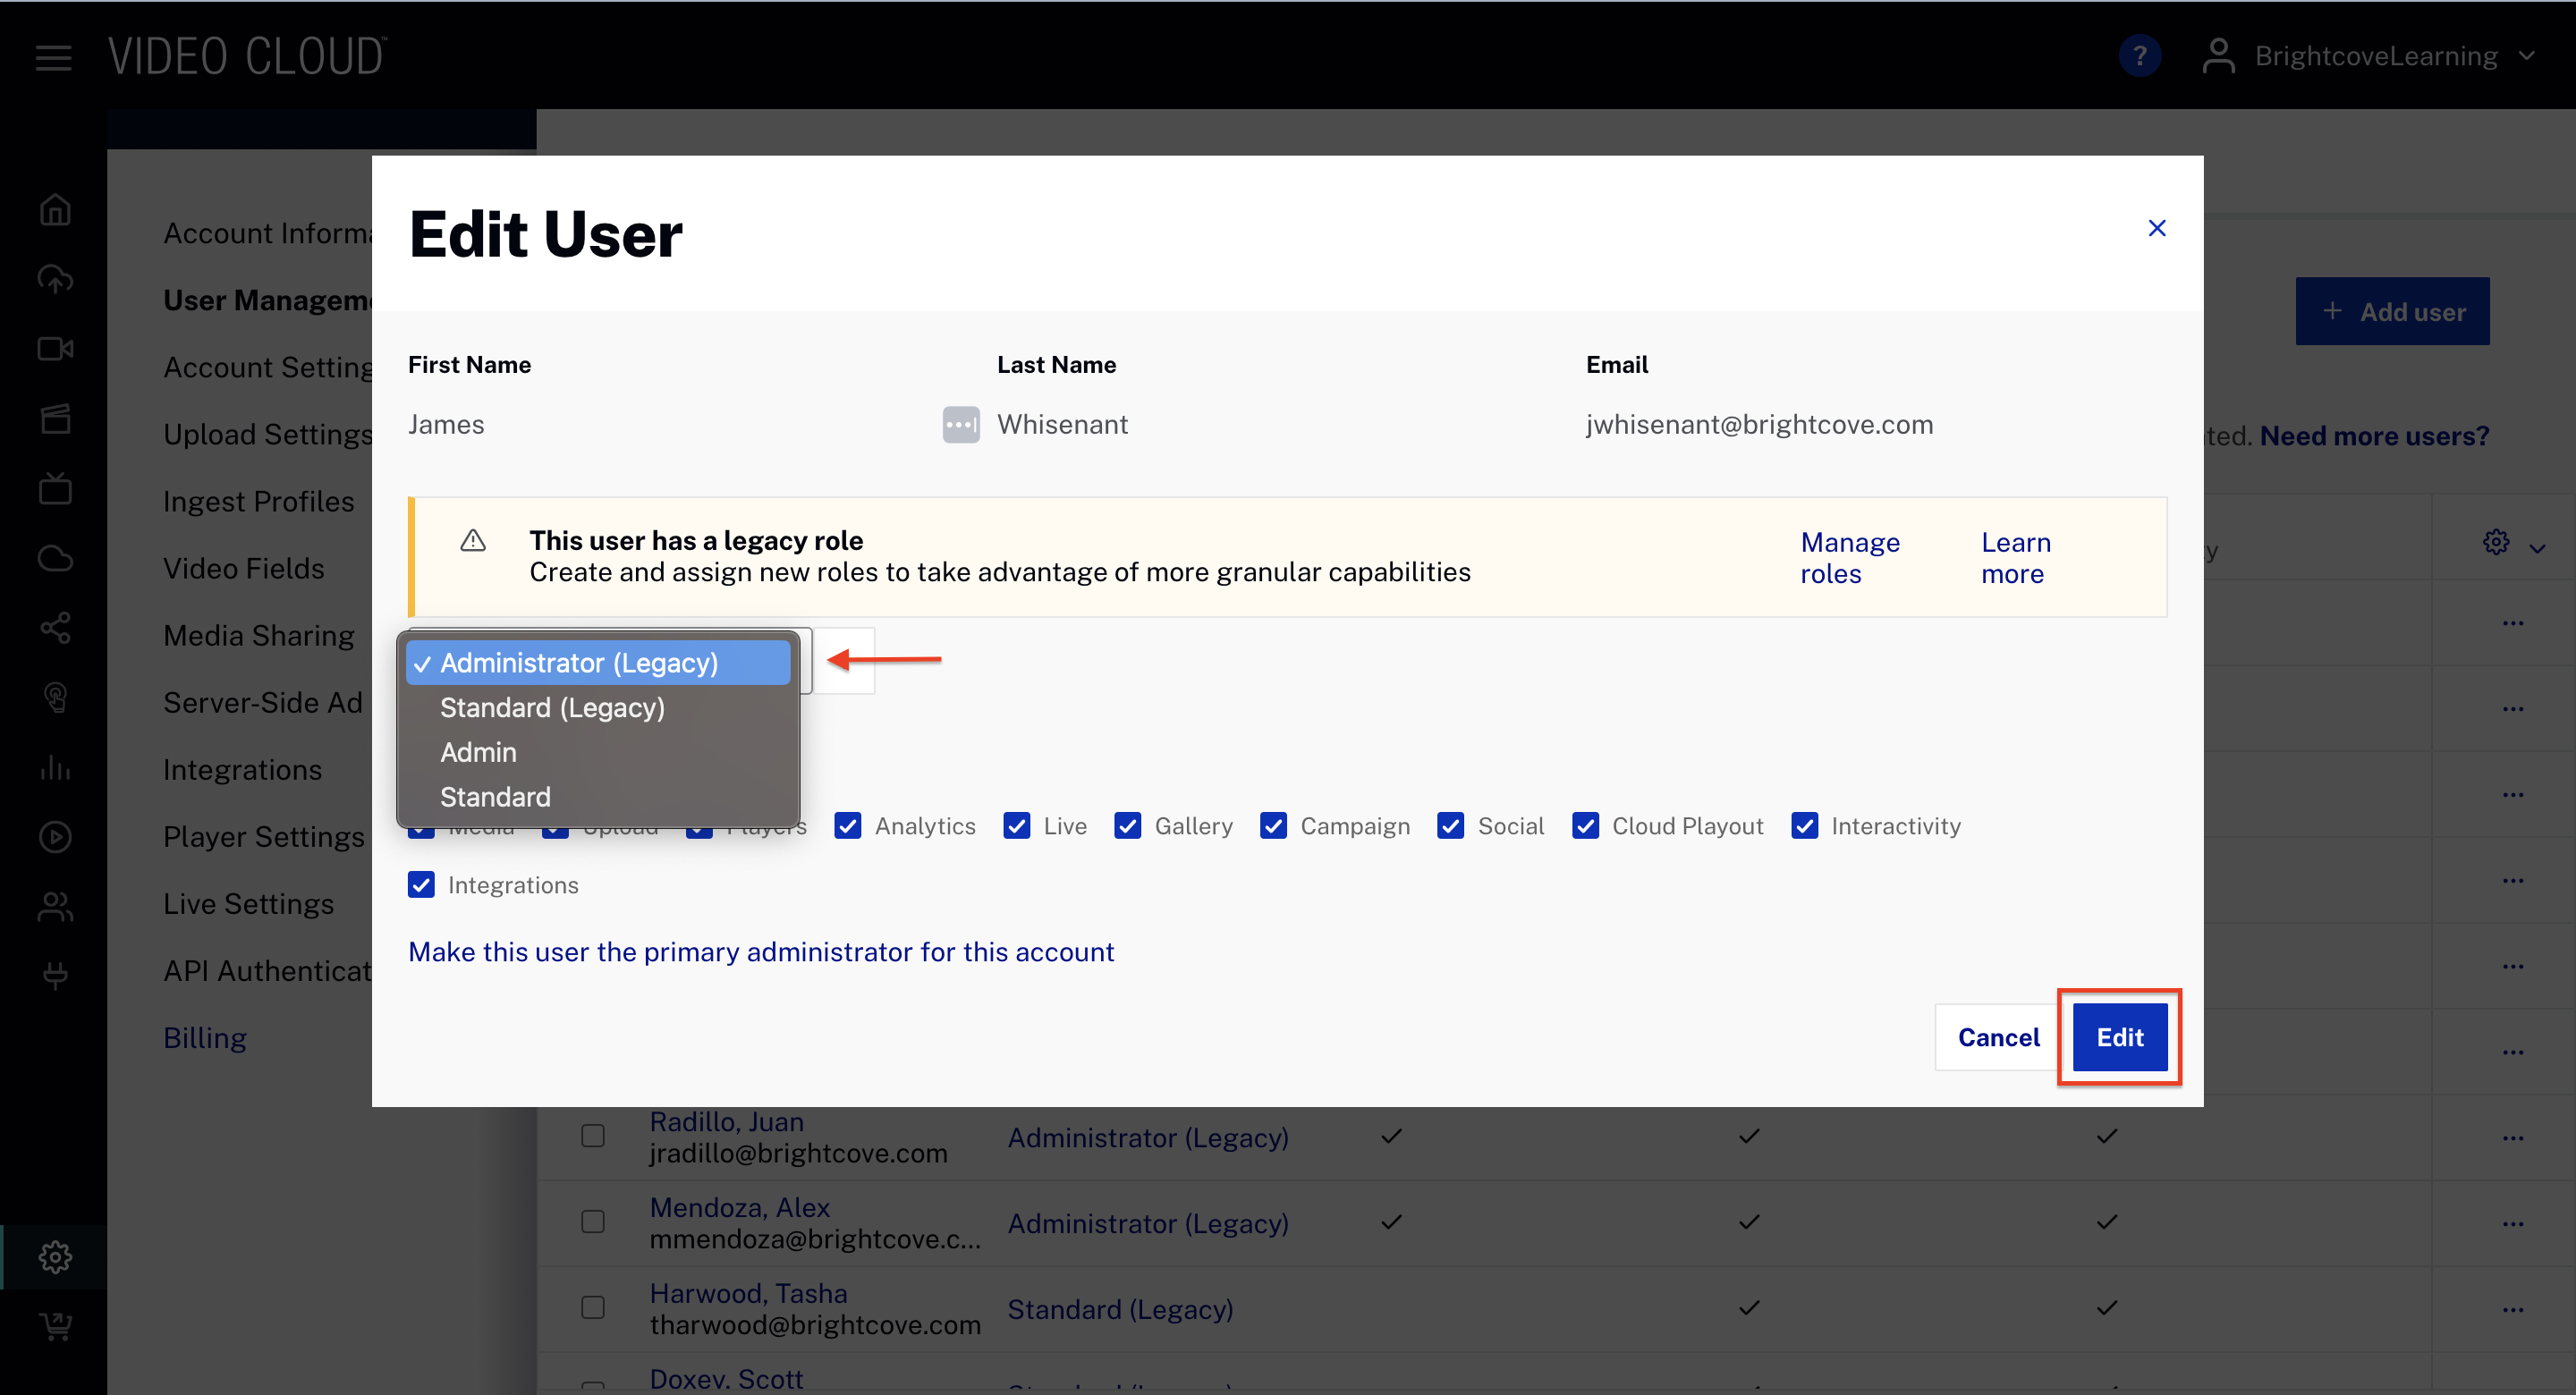 VIDEO CLOUD™
? BrightcoveLearning
Edit User
Account Informa
User Manageme
Account Setting
Upload Settings
Ingest Profiles
Video Fields
Media Sharing
Server-Side Ad
Integrations
Player Settings
Live Settings
API Authenticat
Billing
First Name
Last Name
Email
James
Whisenant
jwhisenant@brightcove.com
This user has a legacy role
Create and assign new roles to take advantage of more granular capabilities
Manage
roles
Learn
more
Administrator (Legacy)
Standard (Legacy)
Admin
Standard
Media Upload Players Analytics Live Gallery Campaign Social Cloud Playout Interactivity
Integrations
Make this user the primary administrator for this account
Cancel
Edit
+ Add user
ted. Need more users?
y
Radillo, Juan
jradillo@brightcove.com
Administrator (Legacy)
Mendoza, Alex
mmendoza@brightcove.c...
Administrator (Legacy)
Harwood, Tasha
tharwood@brightcove.com
Standard (Legacy)
Doxey, Scott